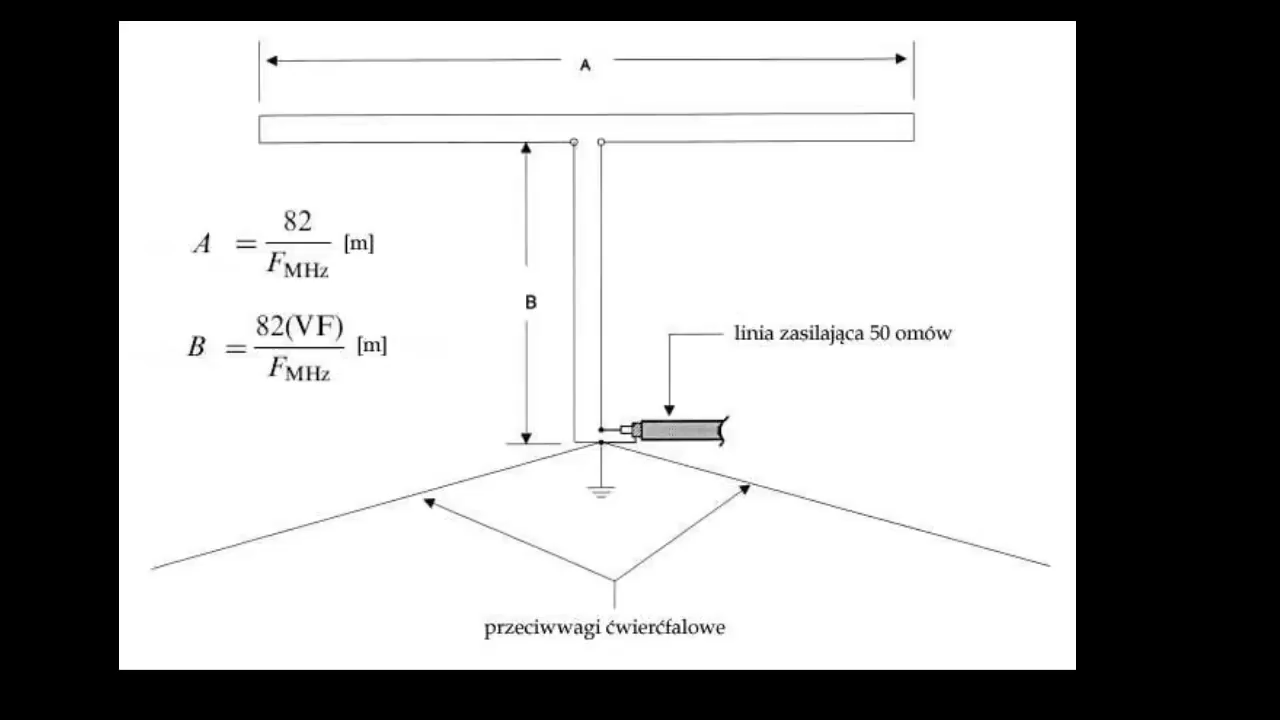 A
A = 82 / F_MHz [m]
B
B = 82(VF) / F_MHz [m]
linia zasilająca 50 omów
przeciwwagi ćwierćfalowe